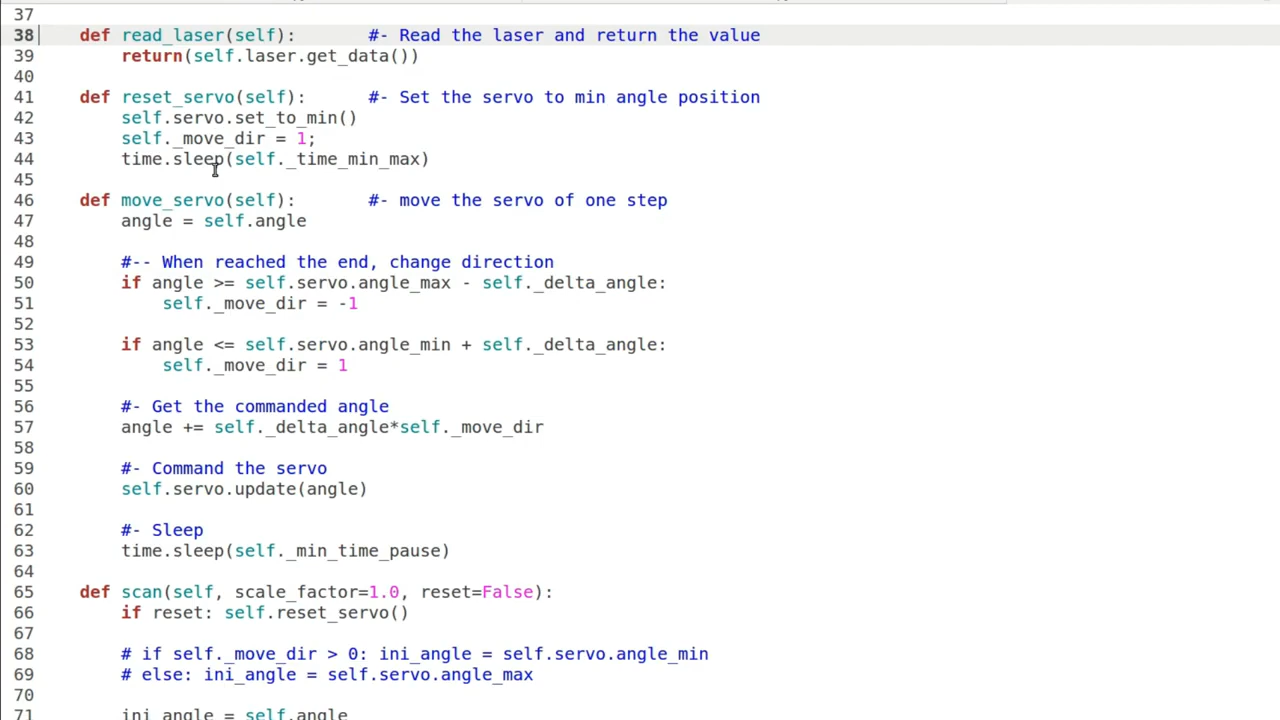 37
38 def read_laser(self): #- Read the laser and return the value
39 return(self.laser.get_data())
40
41 def reset_servo(self): #- Set the servo to min angle position
42 self.servo.set_to_min()
43 self._move_dir = 1;
44 time.sleep(self._time_min_max)
45
46 def move_servo(self): #- move the servo of one step
47 angle = self.angle
48
49 #-- When reached the end, change direction
50 if angle >= self.servo.angle_max - self._delta_angle:
51 self._move_dir = -1
52
53 if angle <= self.servo.angle_min + self._delta_angle:
54 self._move_dir = 1
55
56 #- Get the commanded angle
57 angle += self._delta_angle*self._move_dir
58
59 #- Command the servo
60 self.servo.update(angle)
61
62 #- Sleep
63 time.sleep(self._min_time_pause)
64
65 def scan(self, scale_factor=1.0, reset=False):
66 if reset: self.reset_servo()
67
68 # if self._move_dir > 0: ini_angle = self.servo.angle_min
69 # else: ini_angle = self.servo.angle_max
70
71 ini_angle = self.angle